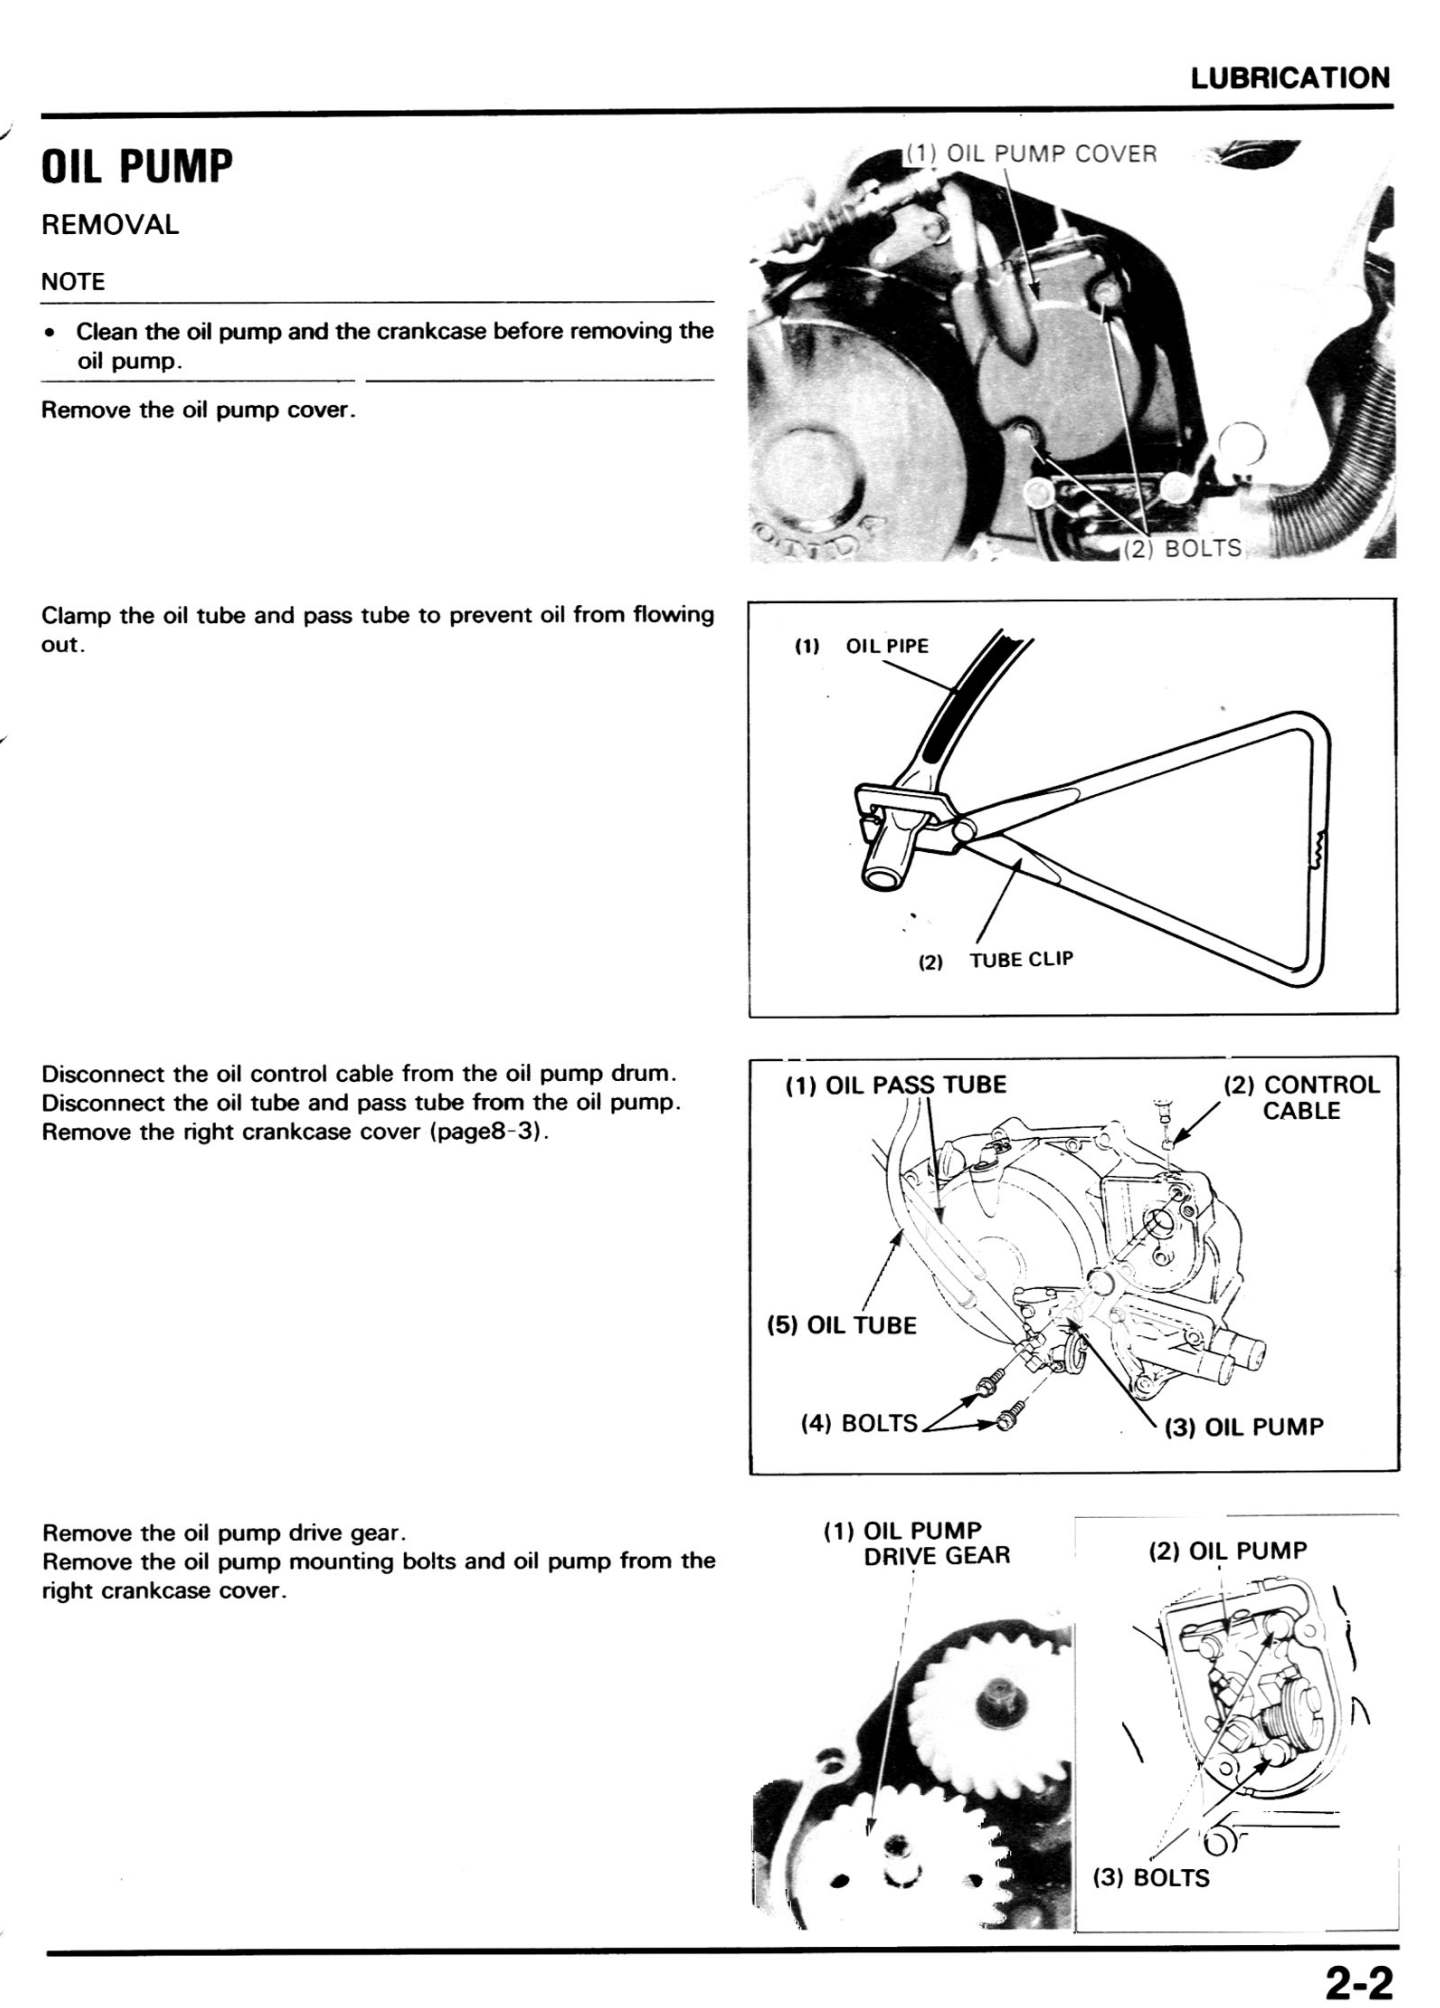 LUBRICATION
OIL PUMP
REMOVAL
NOTE
• Clean the oil pump and the crankcase before removing the
oil pump.
Remove the oil pump cover.
(1) OIL PUMP COVER
(2) BOLTS
Clamp the oil tube and pass tube to prevent oil from flowing
out.
(1) OIL PIPE
(2) TUBE CLIP
Disconnect the oil control cable from the oil pump drum.
Disconnect the oil tube and pass tube from the oil pump.
Remove the right crankcase cover (page8-3).
(1) OIL PASS TUBE
(2) CONTROL
CABLE
(5) OIL TUBE
(4) BOLTS
(3) OIL PUMP
Remove the oil pump drive gear.
Remove the oil pump mounting bolts and oil pump from the
right crankcase cover.
(1) OIL PUMP
DRIVE GEAR
(2) OIL PUMP
(3) BOLTS
2-2